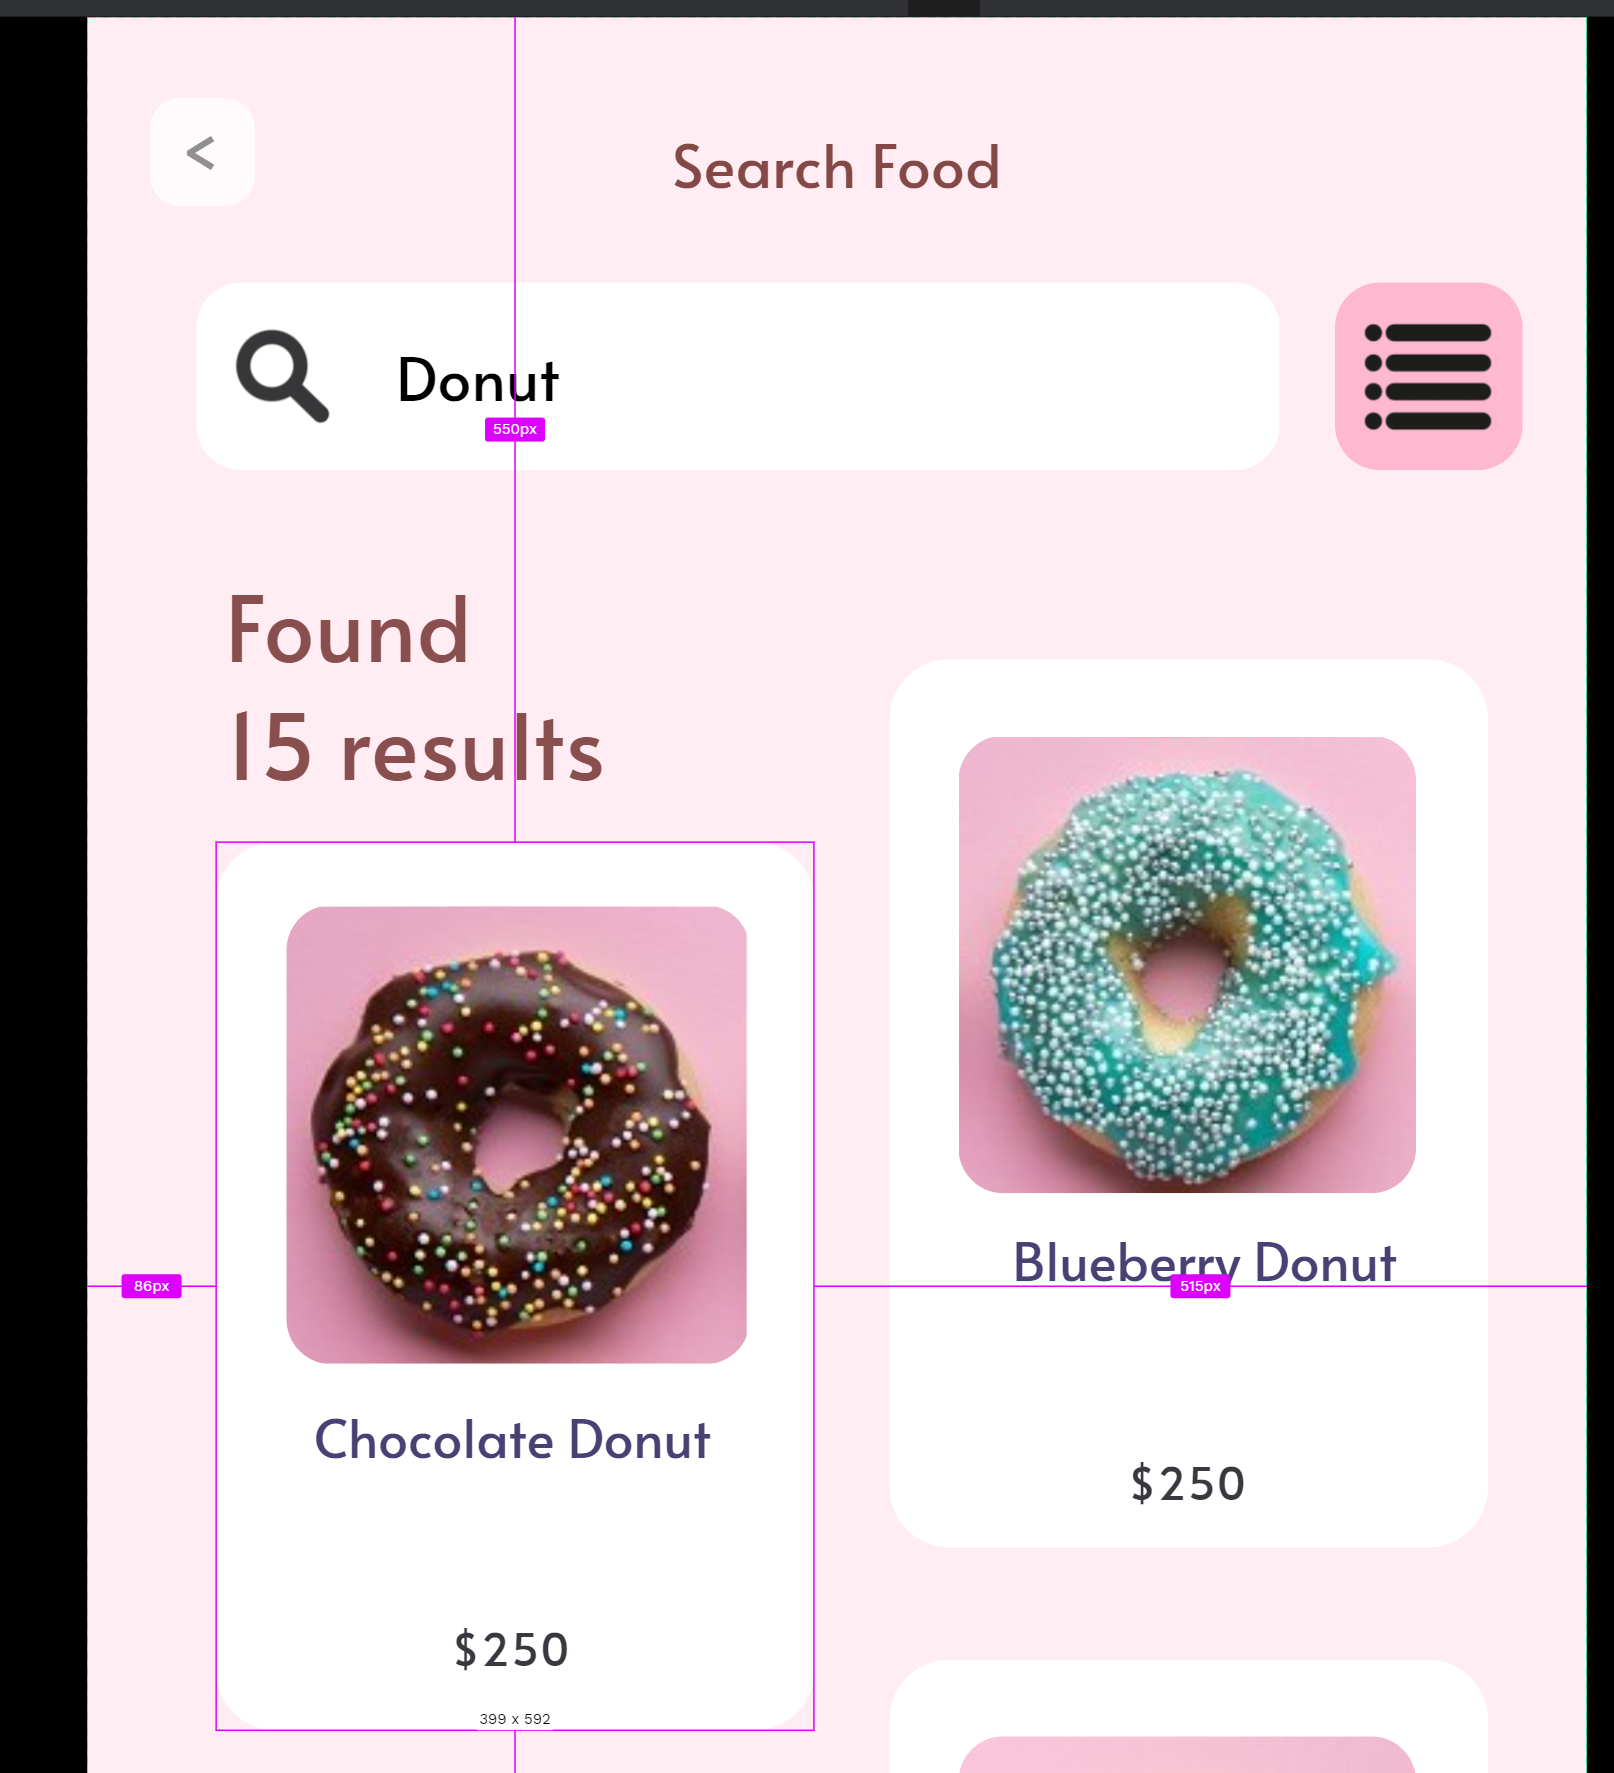 <
Search Food
Donut
550px
Found
15 results
Blueberry Donut
86px
515px
Chocolate Donut
$250
$250
399 x 592